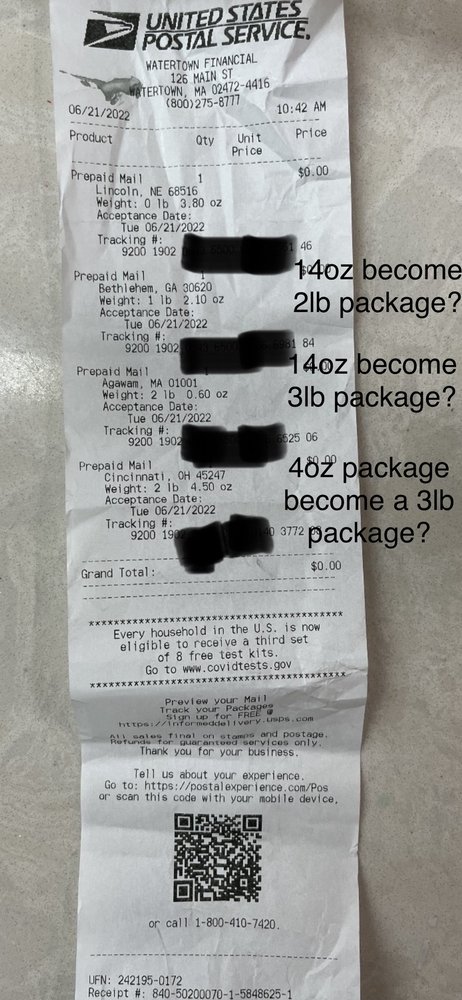 UNITED STATES
POSTAL SERVICE.
WATERTOWN FINANCIAL
126 MAIN ST
WATERTOWN, MA 02472-4416
(800)275-8777
06/21/2022 10:42 AM
Product Qty Unit Price
Price
Prepaid Mail 1 $0.00
Lincoln, NE 68516
Weight: 0 lb 3.80 oz
Acceptance Date:
Tue 06/21/2022
Tracking #:
9200 1902 46
Prepaid Mail 1
14oz become
2lb package?
Bethlehem, GA 30620
Weight: 1 lb 2.10 oz
Acceptance Date:
Tue 06/21/2022
Tracking #:
9200 1902 6981 84
Prepaid Mail 1
14oz become
3lb package?
Agawam, MA 01001
Weight: 2 lb 0.60 oz
Acceptance Date:
Tue 06/21/2022
Tracking #:
9200 1902 6525 06
Prepaid Mail $0.00
4oz package
become a 3lb
package?
Cincinnati, OH 45247
Weight: 2 lb 4.50 oz
Acceptance Date:
Tue 06/21/2022
Tracking #:
9200 3772
Grand Total: $0.00
Every household in the U.S. is now
eligible to receive a third set
of 8 free test kits.
Go to www.covidtests.gov
Preview your Mail
Track your Packages
Sign up for FREE @
https://informeddelivery.usps.com
All sales final on stamps and postage.
Refunds for guaranteed services only.
Thank you for your business.
Tell us about your experience.
Go to: https://postalexperience.com/Pos
or scan this code with your mobile device,
or call 1-800-410-7420.
UFN: 242195-0172
Receipt #: 840-50200070-1-5848625-1